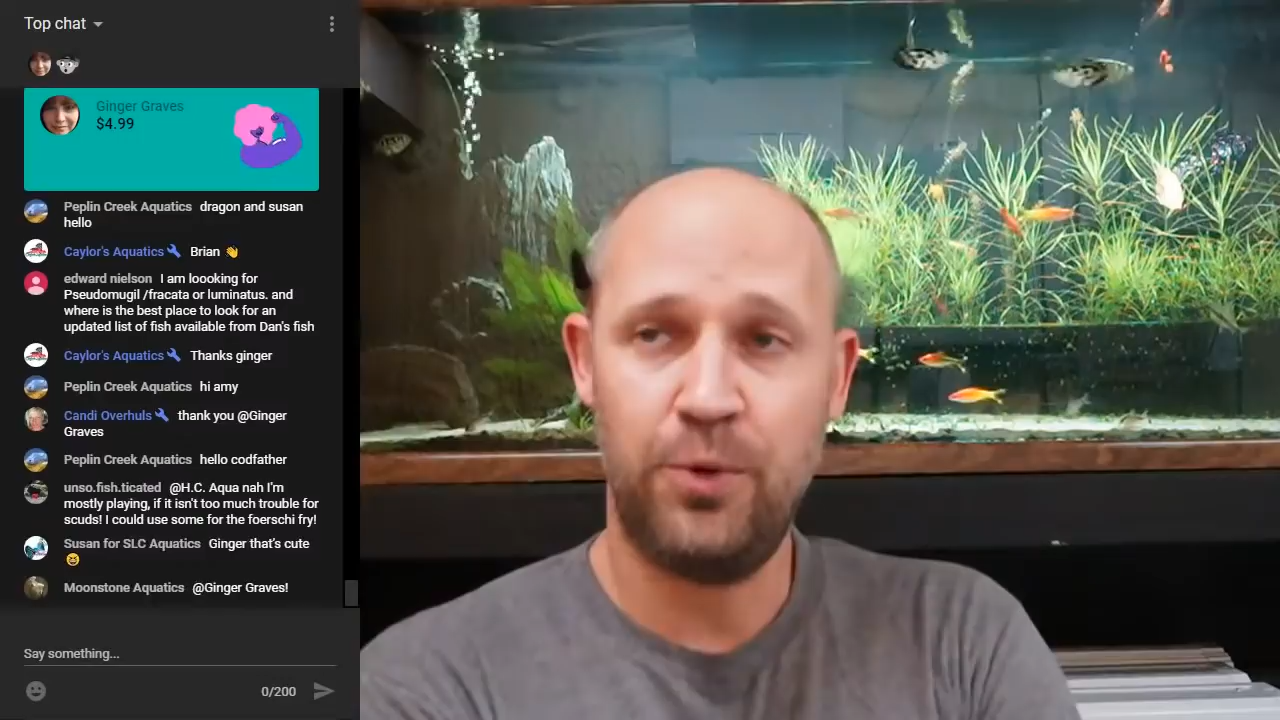 Top chat
Ginger Graves
$4.99
Peplin Creek Aquatics dragon and susan
hello
Caylor's Aquatics Brian 👋
edward nielson I am loooking for
Pseudomugil /fracata or luminatus. and
where is the best place to look for an
updated list of fish available from Dan's fish
Caylor's Aquatics Thanks ginger
Peplin Creek Aquatics hi amy
Candi Overhuls thank you @Ginger
Graves
Peplin Creek Aquatics hello codfather
unso.fish.ticated @H.C. Aqua nah I'm
mostly playing, if it isn't too much trouble for
scuds! I could use some for the foerschi fry!
Susan for SLC Aquatics Ginger that's cute
😆
Moonstone Aquatics @Ginger Graves!
Say something...
0/200